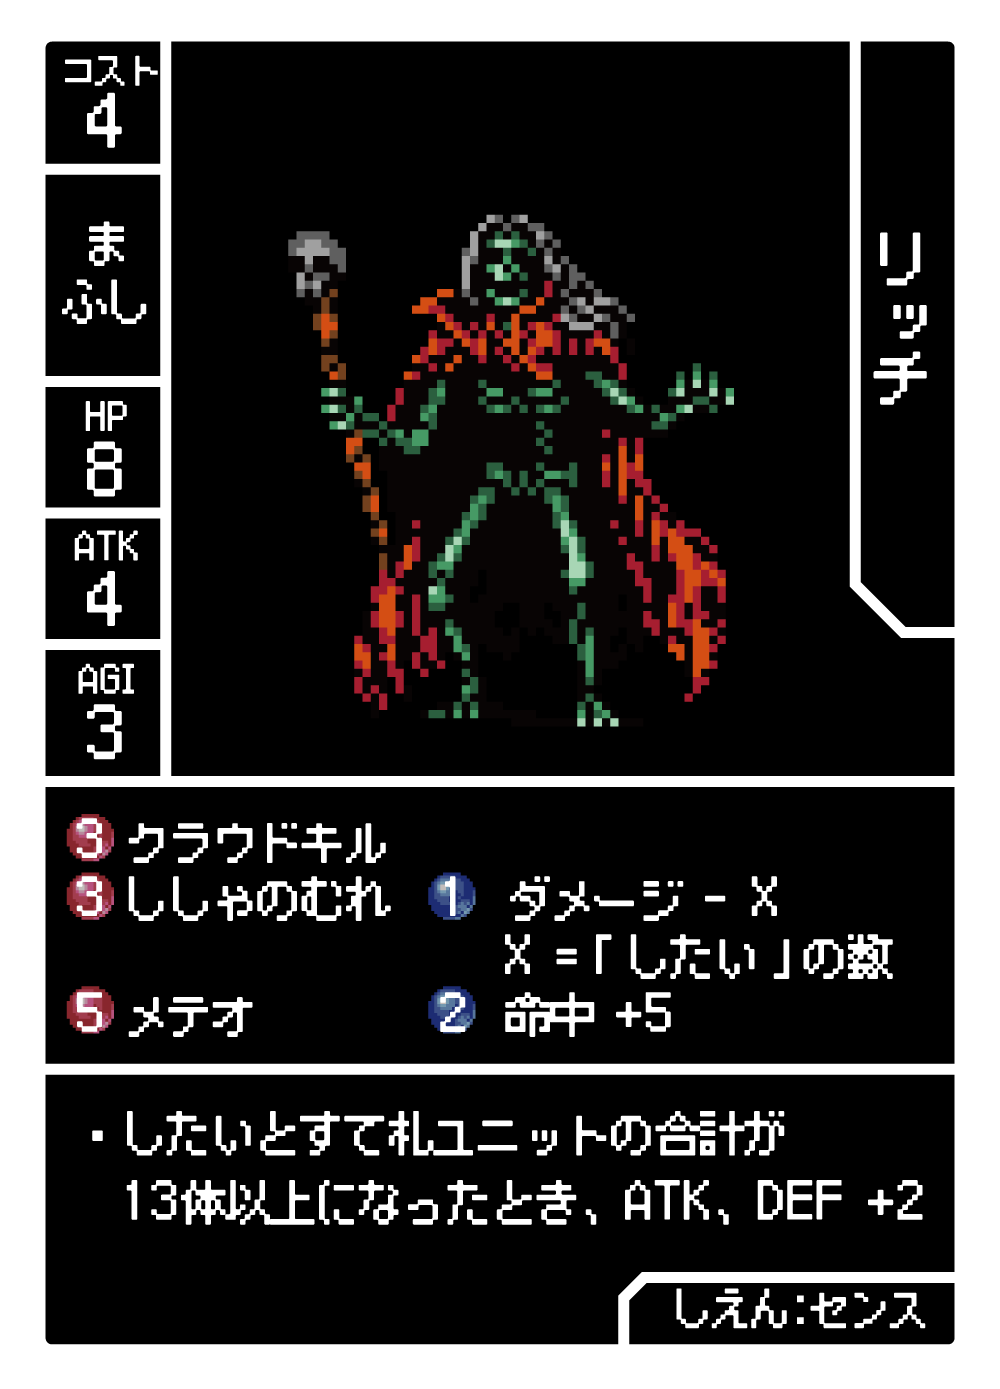 コスト
4
ま
ふし
HP
8
ATK
4
AGI
3
リッチ
3 クラウドキル
3 ししゃのむれ 1 ダメージ - X
X =「したい」の数
5 メテオ 2 命中 +5
・したいとすて札ユニットの合計が
13体以上になったとき、ATK、DEF +2
しえん:センス